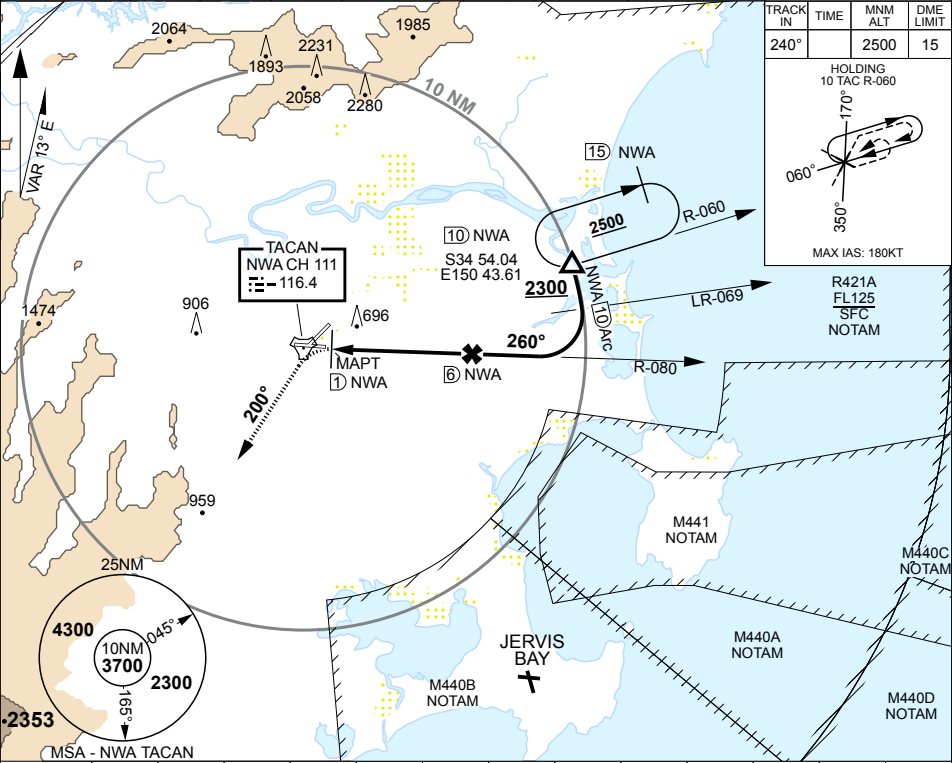 TRACK IN
TIME
MNM ALT
DME LIMIT
240°
2500
15
HOLDING
10 TAC R-060
170°
060°
350°
MAX IAS: 180KT
2064
1893
2231
2058
2280
1985
10 NM
VAR 13° E
15 NWA
2500
R-060
10 NWA
S34 54.04
E150 43.61
TACAN
NWA CH 111
116.4
2300
NWA 10 Arc
LR-069
R421A
FL125
SFC
NOTAM
1474
906
696
260°
MAPT
1 NWA
6 NWA
R-080
200°
959
M441
NOTAM
M440C
NOTAM
25NM
4300
045°
10NM
3700
2300
165°
2353
MSA - NWA TACAN
JERVIS
BAY
M440A
NOTAM
M440B
NOTAM
M440D
NOTAM